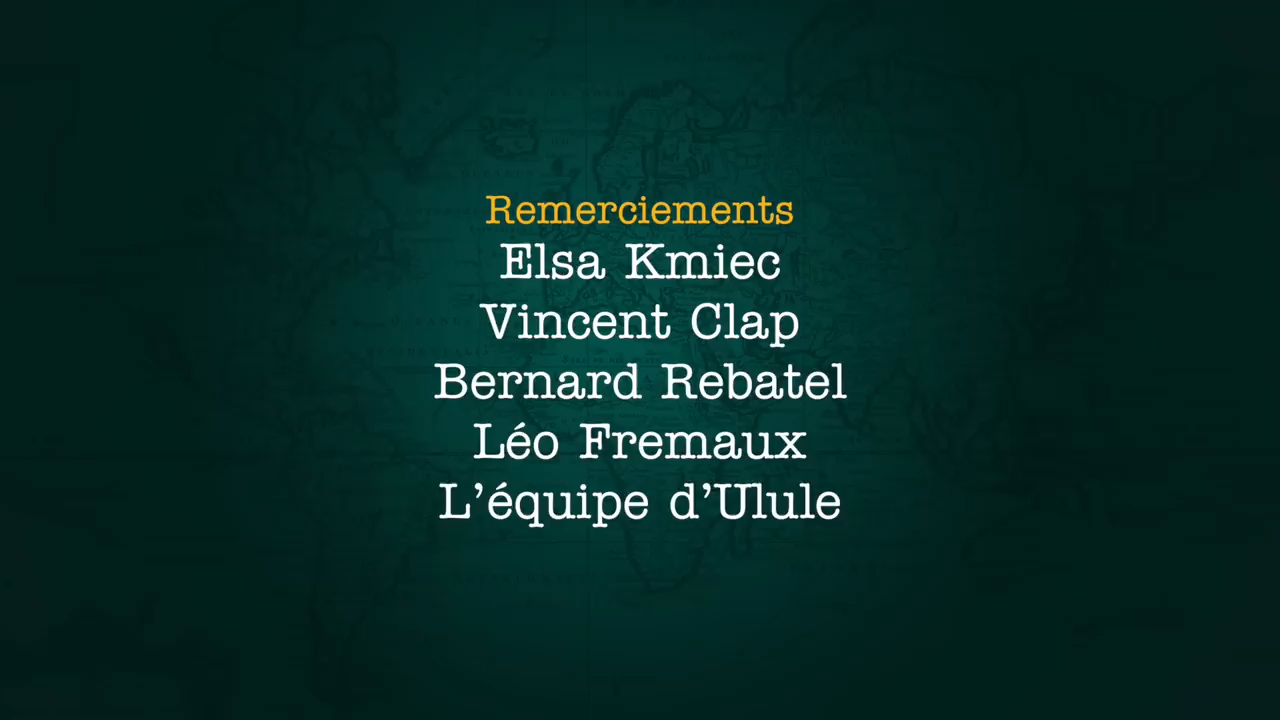 Remerciements
Elsa Kmiec
Vincent Clap
Bernard Rebatel
Léo Fremaux
L’équipe d’Ulule